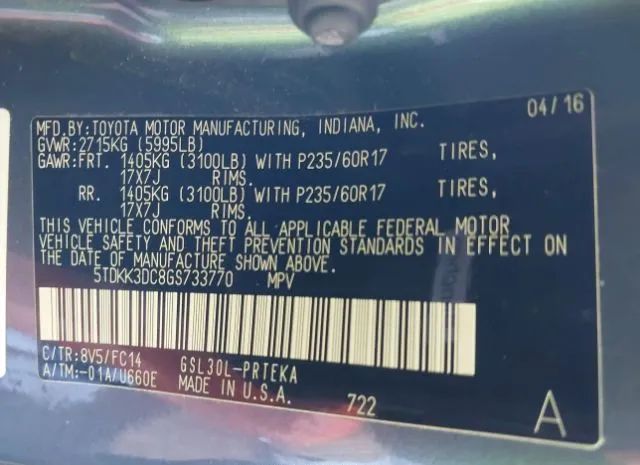 04/16
MFD.BY:TOYOTA MOTOR MANUFACTURING, INDIANA, INC.
GVWR:2715KG (5995LB)
GAWR:FRT. 1405KG (3100LB) WITH P235/60R17 TIRES,
17X7J RIMS.
RR. 1405KG (3100LB) WITH P235/60R17 TIRES,
17X7J RIMS.
THIS VEHICLE CONFORMS TO ALL APPLICABLE FEDERAL MOTOR
VEHICLE SAFETY AND THEFT PREVENTION STANDARDS IN EFFECT ON
THE DATE OF MANUFACTURE SHOWN ABOVE.
5TDKK3DC8GS733770 MPV
C/TR:8V5/FC14 GSL30L-PRTEKA
A/TM:-01A/U660E MADE IN U.S.A.
722
A